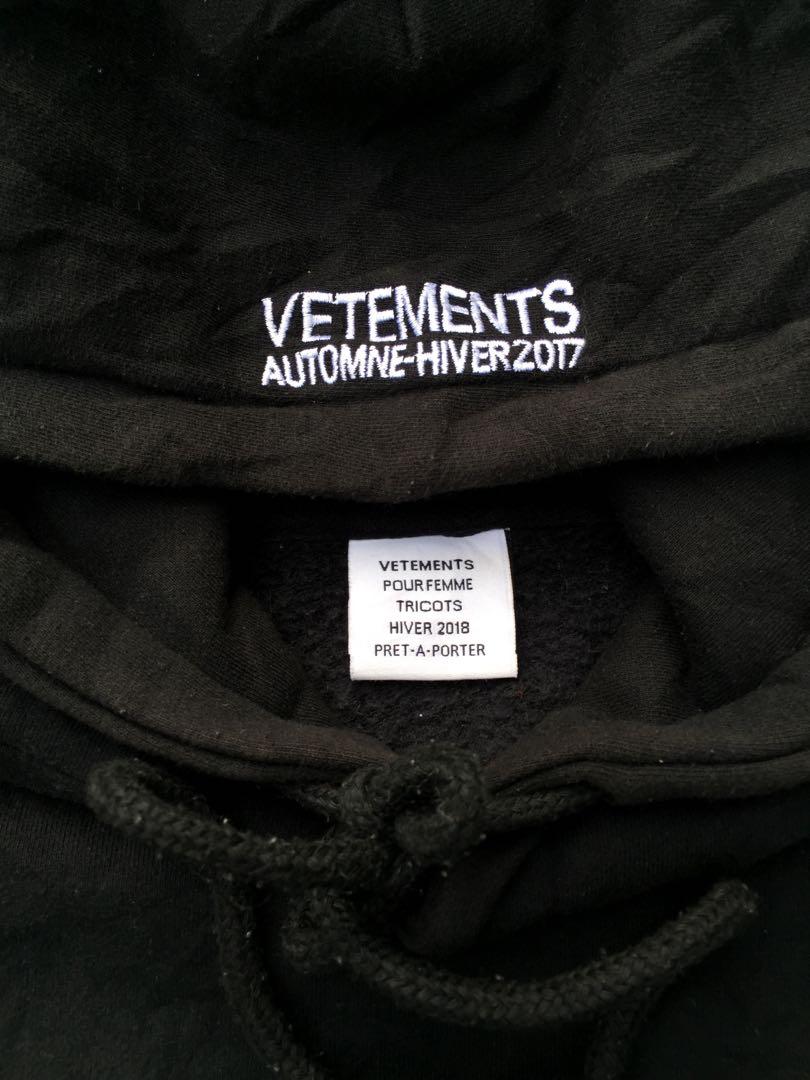 VETEMENTS
AUTOMNE-HIVER2017
VETEMENTS
POUR FEMME
TRICOTS
HIVER 2018
PRET-A-PORTER